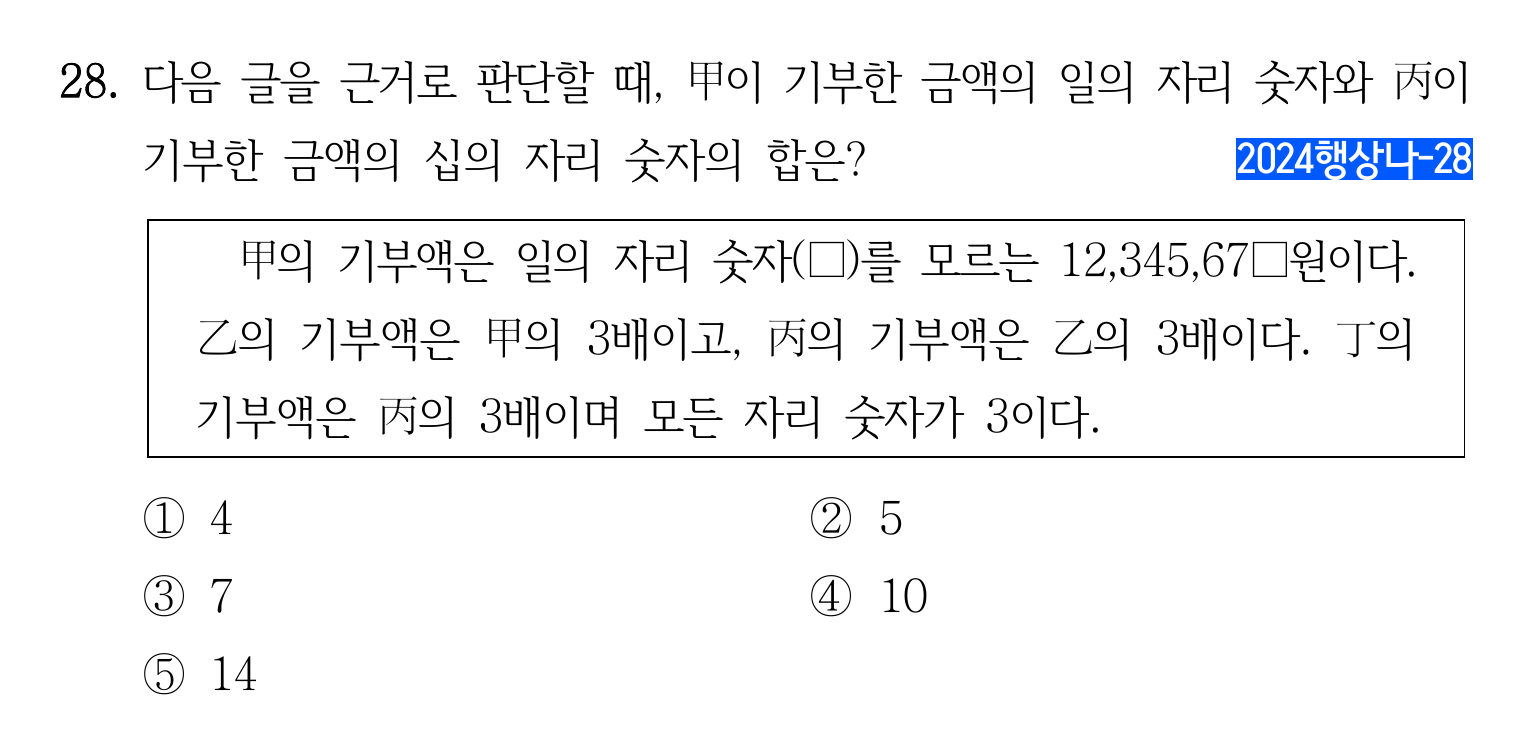 28. 다음 글을 근거로 판단할 때, 甲이 기부한 금액의 일의 자리 숫자와 丙이
기부한 금액의 십의 자리 숫자의 합은?
2024행상나-28
甲의 기부액은 일의 자리 숫자(□)를 모르는 12,345,67□원이다.
乙의 기부액은 甲의 3배이고, 丙의 기부액은 乙의 3배이다. 丁의
기부액은 丙의 3배이며 모든 자리 숫자가 3이다.
① 4
② 5
③ 7
④ 10
⑤ 14